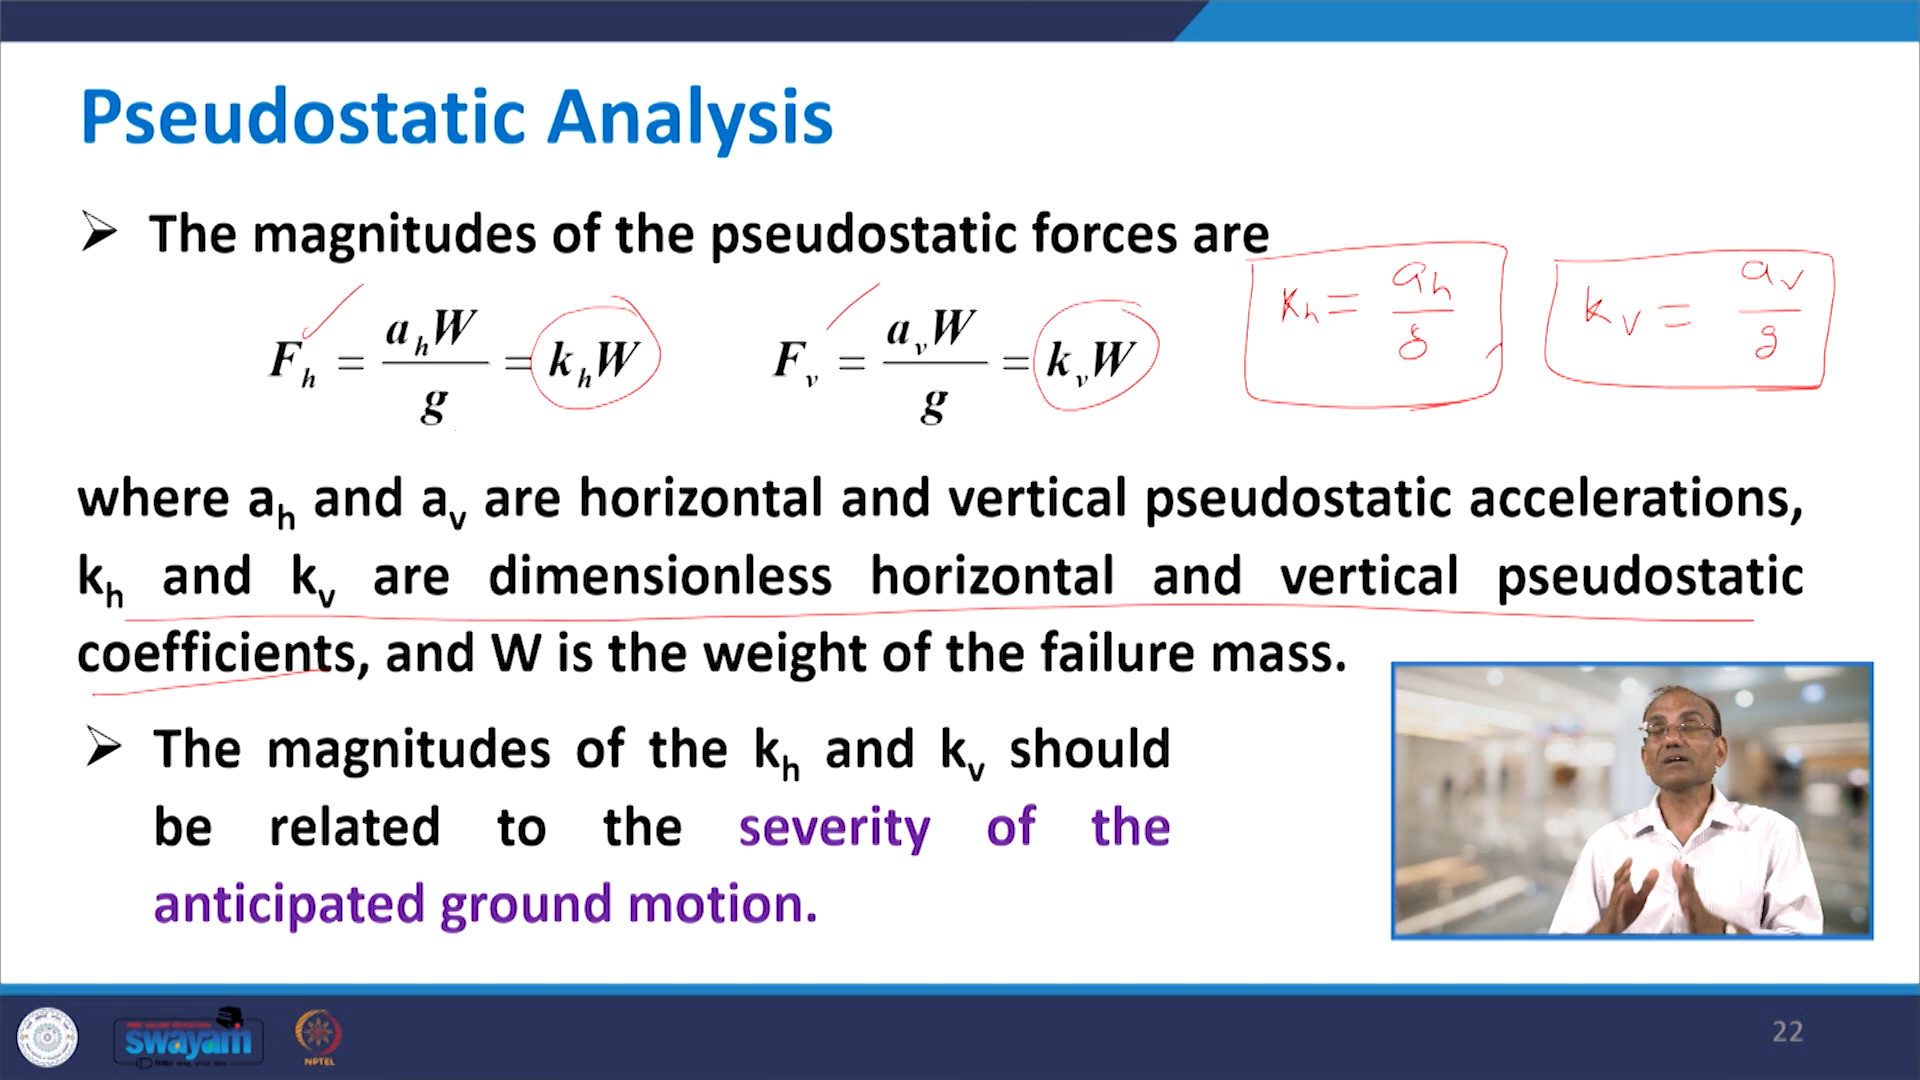 Pseudostatic Analysis
➢ The magnitudes of the pseudostatic forces are
F_h = a_h W / g = k_h W    F_v = a_v W / g = k_v W    k_h = a_h / g    k_v = a_v / g
where a_h and a_v are horizontal and vertical pseudostatic accelerations,
k_h and k_v are dimensionless horizontal and vertical pseudostatic
coefficients, and W is the weight of the failure mass.
➢ The magnitudes of the k_h and k_v should
be related to the severity of the
anticipated ground motion.
swayam
NPTEL
22